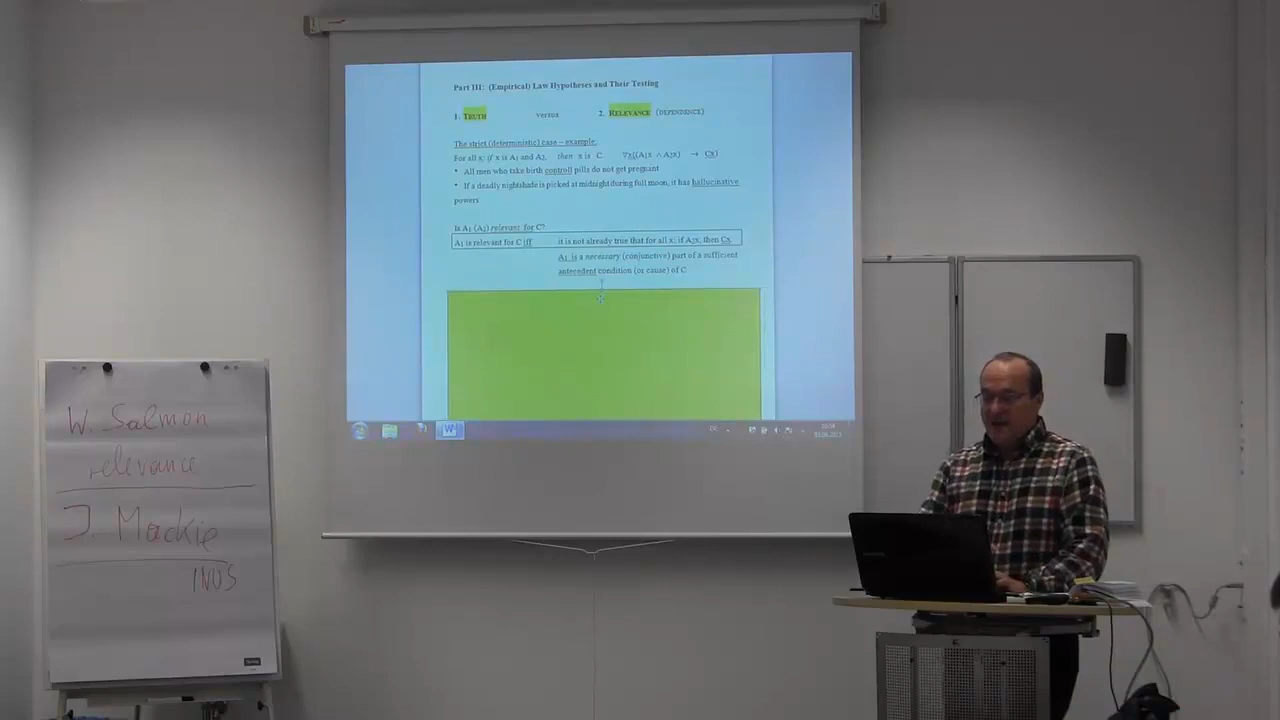 Part III: (Empirical) Law Hypotheses and Their Testing
1. TRUTH versus 2. RELEVANCE (DEPENDENCE)
The strict (deterministic) case – example:
For all x: if x is A1 and A2, then x is C. ∀x((A1x ∧ A2x) → Cx)
• All men who take birth controll pills do not get pregnant
• If a deadly nightshade is picked at midnight during full moon, it has hallucinative
powers
Is A1 (A2) relevant for C?
A1 is relevant for C iff it is not already true that for all x: if A2x, then Cx.
A1 is a necessary (conjunctive) part of a sufficient
antecedent condition (or cause) of C
W. Salmon
relevance
J. Mackie
INUS